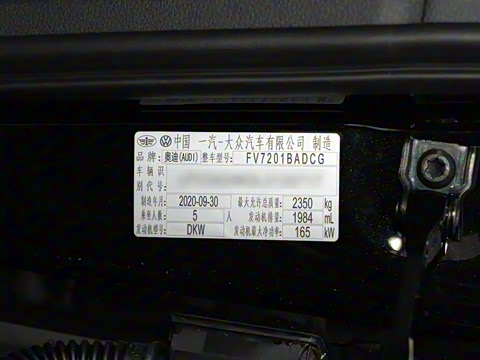 中国 一汽-大众汽车有限公司 制造
品牌: 奥迪(AUDI) 整车型号: FV7201BADCG
车辆识
别代号:
制造年月: 2020-09-30 最大允许总质量: 2350 kg
乘坐人数: 5 人 发动机排量: 1984 mL
发动机型号: DKW 发动机最大净功率: 165 kW